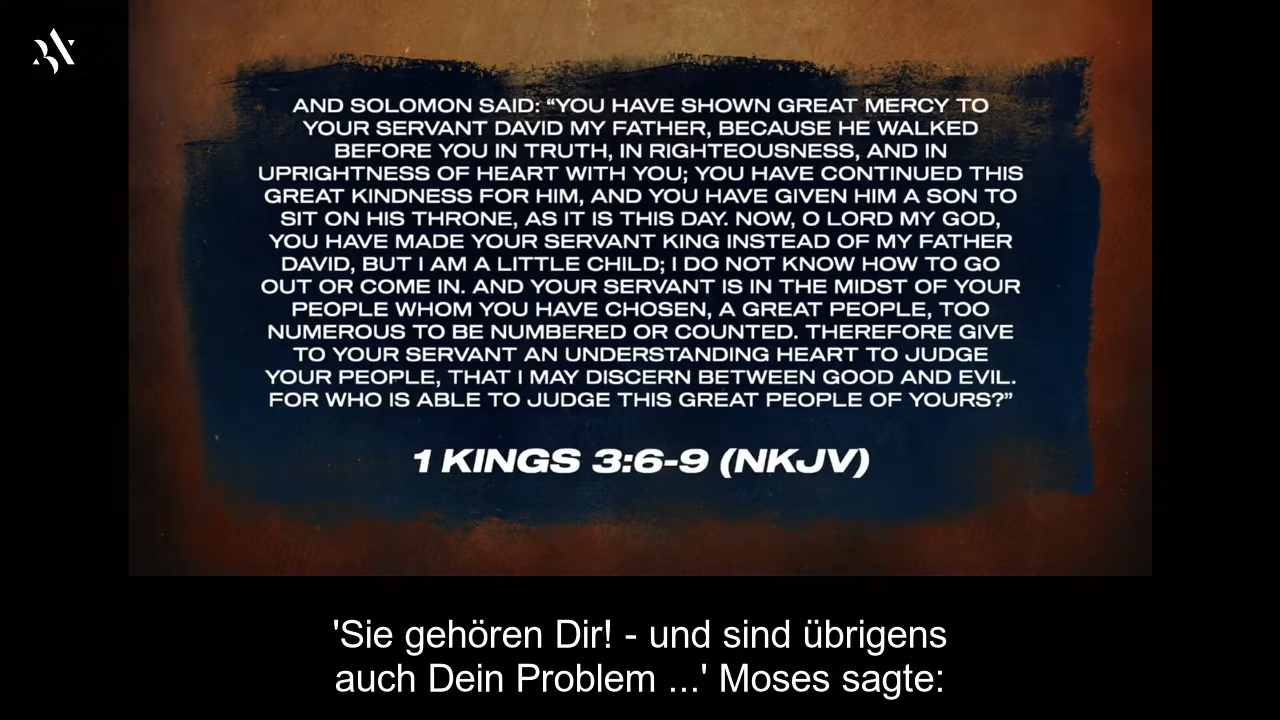 AND SOLOMON SAID: “YOU HAVE SHOWN GREAT MERCY TO
YOUR SERVANT DAVID MY FATHER, BECAUSE HE WALKED
BEFORE YOU IN TRUTH, IN RIGHTEOUSNESS, AND IN
UPRIGHTNESS OF HEART WITH YOU; YOU HAVE CONTINUED THIS
GREAT KINDNESS FOR HIM, AND YOU HAVE GIVEN HIM A SON TO
SIT ON HIS THRONE, AS IT IS THIS DAY. NOW, O LORD MY GOD,
YOU HAVE MADE YOUR SERVANT KING INSTEAD OF MY FATHER
DAVID, BUT I AM A LITTLE CHILD; I DO NOT KNOW HOW TO GO
OUT OR COME IN. AND YOUR SERVANT IS IN THE MIDST OF YOUR
PEOPLE WHOM YOU HAVE CHOSEN, A GREAT PEOPLE, TOO
NUMEROUS TO BE NUMBERED OR COUNTED. THEREFORE GIVE
TO YOUR SERVANT AN UNDERSTANDING HEART TO JUDGE
YOUR PEOPLE, THAT I MAY DISCERN BETWEEN GOOD AND EVIL.
FOR WHO IS ABLE TO JUDGE THIS GREAT PEOPLE OF YOURS?”
1 KINGS 3:6-9 (NKJV)
'Sie gehören Dir! - und sind übrigens
auch Dein Problem ...' Moses sagte: